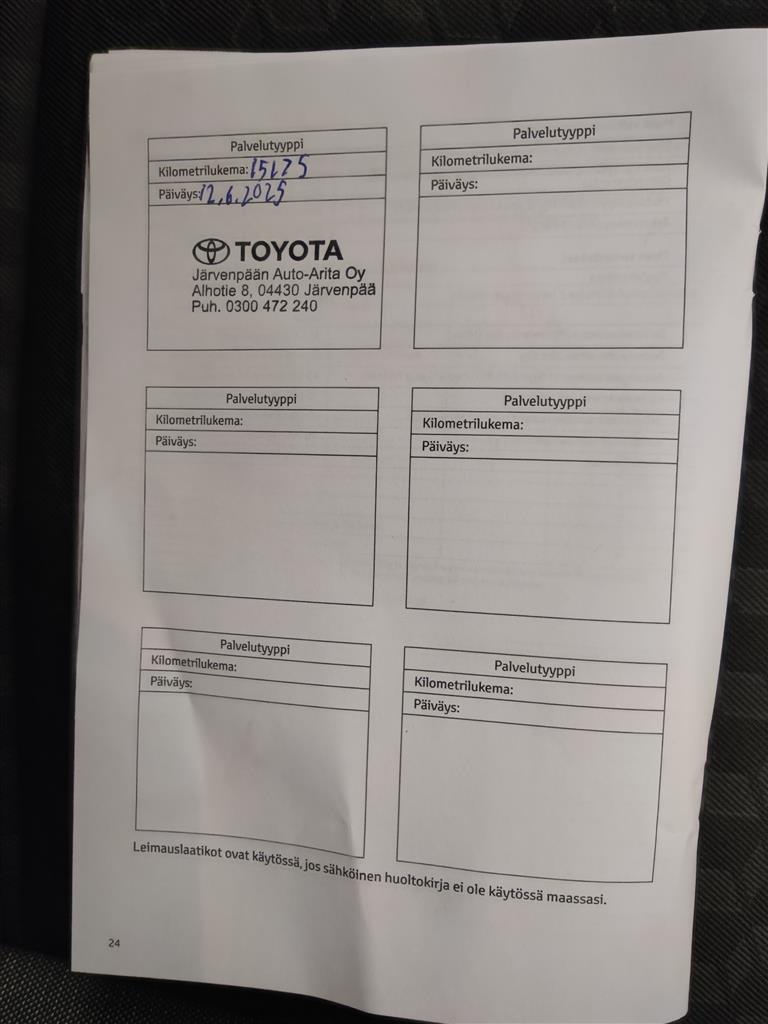 Palvelutyyppi
Kilometrilukema: 15125
Päiväys: 12.6.2025
TOYOTA
Järvenpään Auto-Arita Oy
Alhotie 8, 04430 Järvenpää
Puh. 0300 472 240
Palvelutyyppi
Kilometrilukema:
Päiväys:
Palvelutyyppi
Kilometrilukema:
Päiväys:
Palvelutyyppi
Kilometrilukema:
Päiväys:
Palvelutyyppi
Kilometrilukema:
Päiväys:
Palvelutyyppi
Kilometrilukema:
Päiväys:
Leimauslaatikot ovat käytössä, jos sähköinen huoltokirja ei ole käytössä maassasi.
24